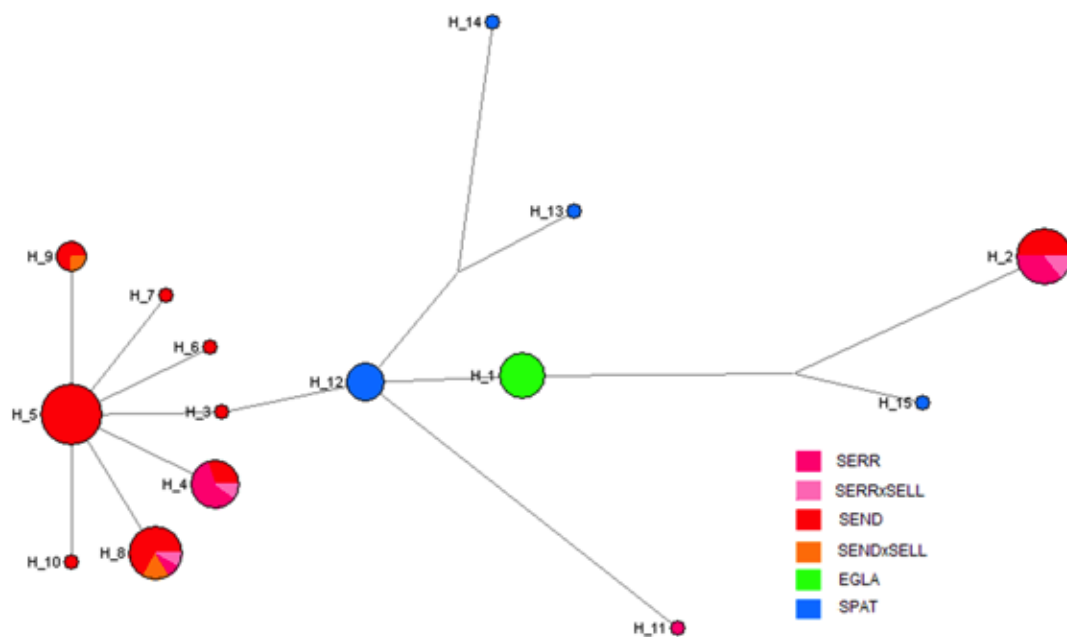 H_14
H_13
H_9
H_2
H_7
H_6
H_1
H_12
H_15
H_3
H_5
H_4
H_8
H_10
H_11
SERR
SERRxSELL
SEND
SENDxSELL
EGLA
SPAT